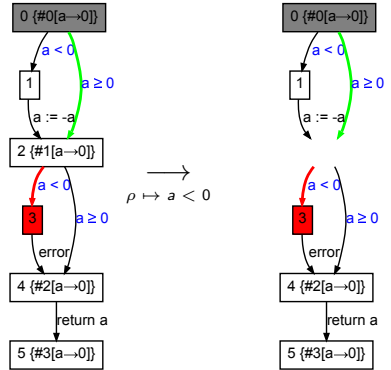 0 {#0[a→0]}
a < 0
1
a ≥ 0
a := -a
2 {#1[a→0]}
a < 0
3
a ≥ 0
error
4 {#2[a→0]}
return a
5 {#3[a→0]}
⟶
ρ ↦ a < 0
0 {#0[a→0]}
a < 0
1
a ≥ 0
a := -a
a < 0
3
a ≥ 0
error
4 {#2[a→0]}
return a
5 {#3[a→0]}